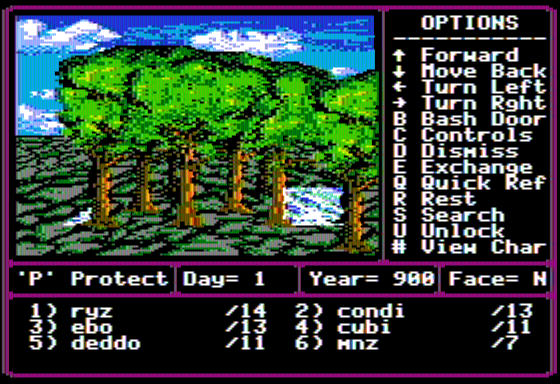 OPTIONS
------------
↑ Forward
↓ Move Back
← Turn Left
→ Turn Rght
B Bash Door
C Controls
D Dismiss
E Exchange
Q Quick Ref
R Rest
S Search
U Unlock
# View Char
'P' Protect Day= 1 Year= 900 Face= N
1) ryz /14 2) condi /13
3) ebo /13 4) cubi /11
5) deddo /11 6) mnz /7